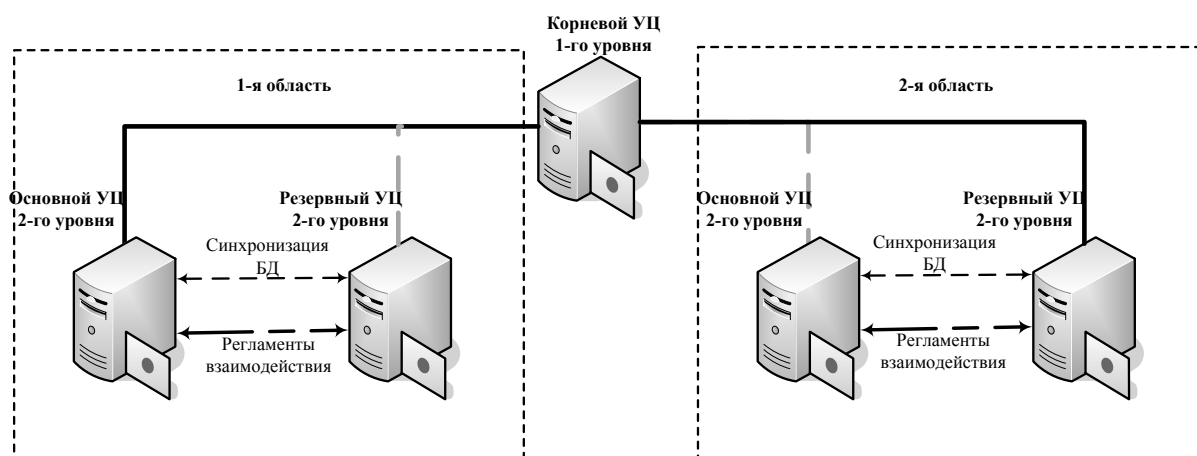 Корневой УЦ
1-го уровня
1-я область
2-я область
Основной УЦ
2-го уровня
Резервный УЦ
2-го уровня
Синхронизация
БД
Регламенты
взаимодействия
Основной УЦ
2-го уровня
Резервный УЦ
2-го уровня
Синхронизация
БД
Регламенты
взаимодействия